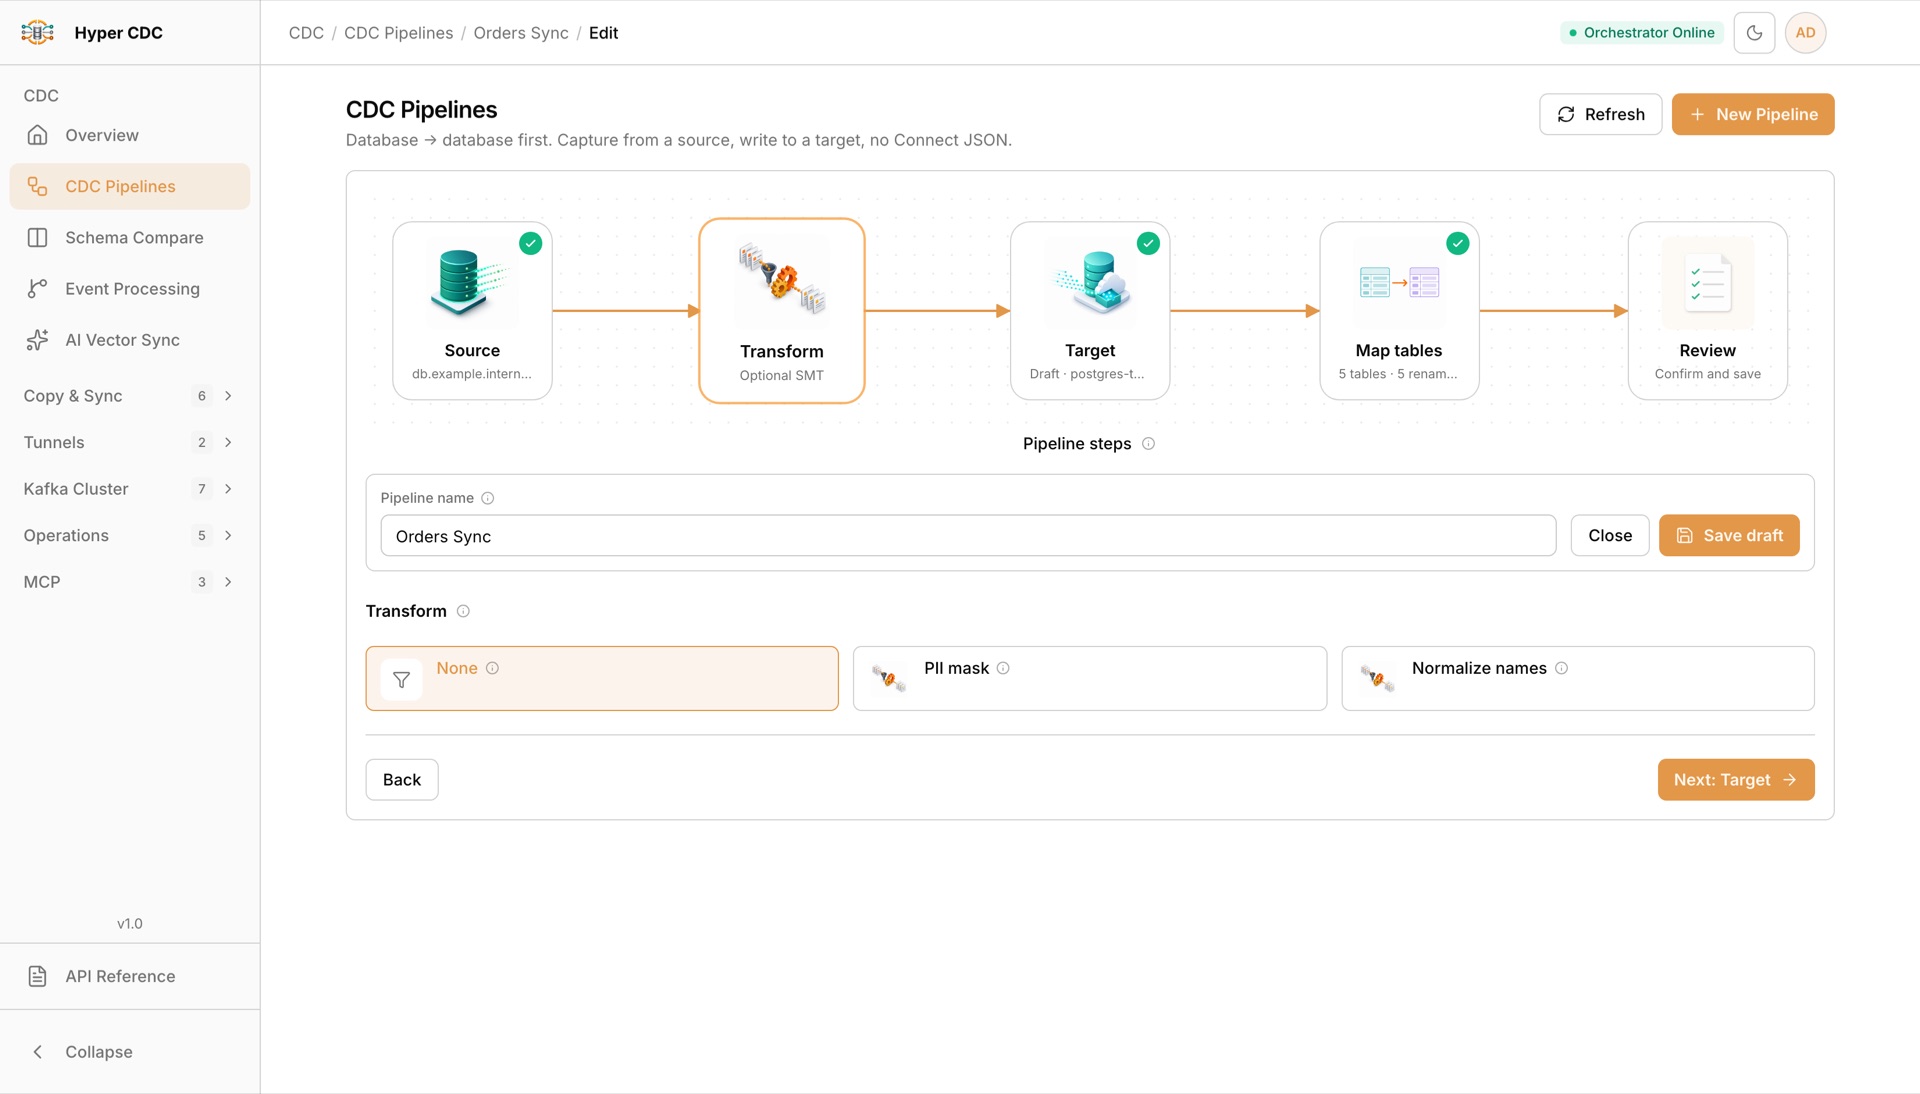 Hyper CDC
CDC / CDC Pipelines / Orders Sync / Edit
Orchestrator Online
AD
CDC
Overview
CDC Pipelines
Schema Compare
Event Processing
AI Vector Sync
Copy & Sync 6
Tunnels 2
Kafka Cluster 7
Operations 5
MCP 3
v1.0
API Reference
Collapse
CDC Pipelines
Database → database first. Capture from a source, write to a target, no Connect JSON.
Refresh
New Pipeline
Source
db.example.intern...
Transform
Optional SMT
Target
Draft · postgres-t...
Map tables
5 tables · 5 renam...
Review
Confirm and save
Pipeline steps
Pipeline name
Orders Sync
Close
Save draft
Transform
None
PII mask
Normalize names
Back
Next: Target →